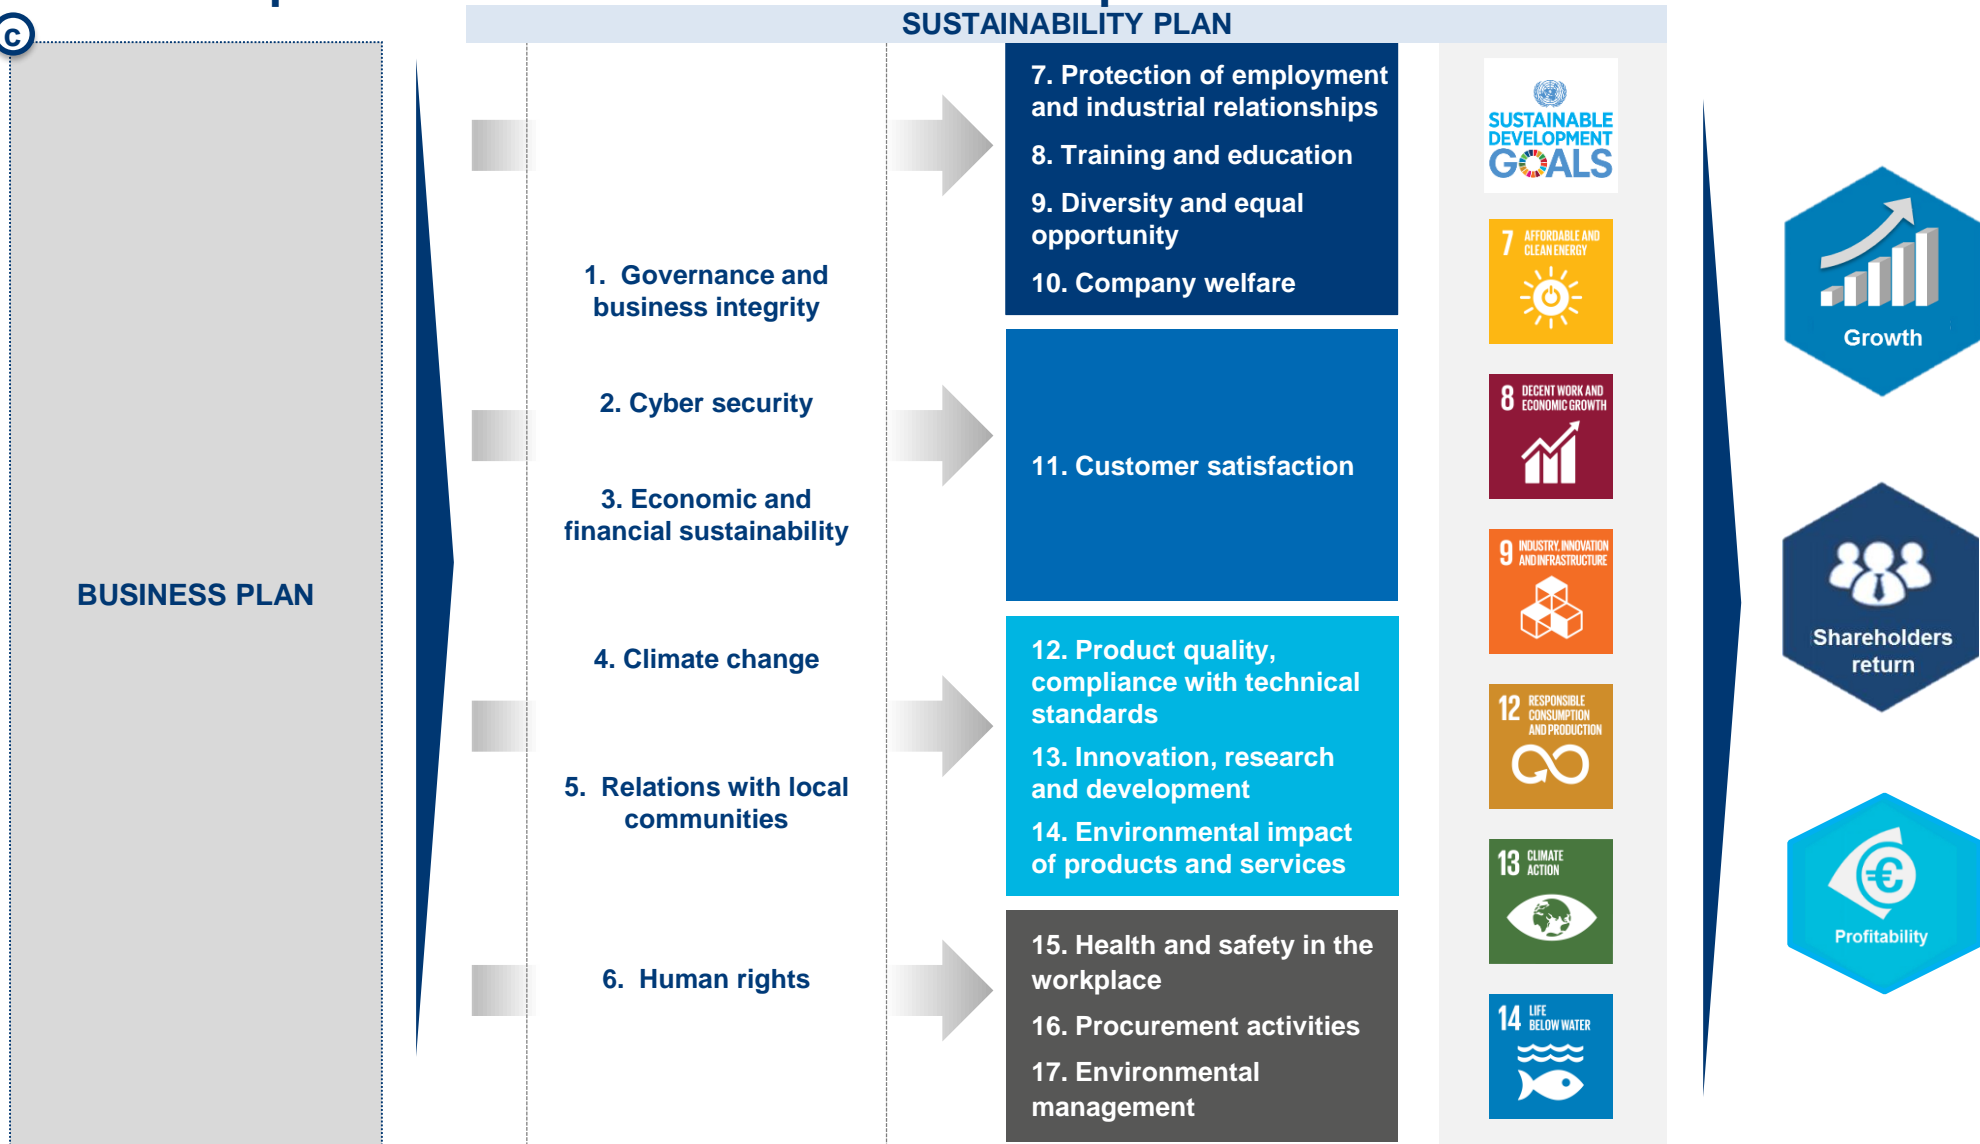 SUSTAINABILITY PLAN
C
BUSINESS PLAN
1. Governance and
business integrity
2. Cyber security
3. Economic and
financial sustainability
4. Climate change
5. Relations with local
communities
6. Human rights
7. Protection of employment
and industrial relationships
8. Training and education
9. Diversity and equal
opportunity
10. Company welfare
11. Customer satisfaction
12. Product quality,
compliance with technical
standards
13. Innovation, research
and development
14. Environmental impact
of products and services
15. Health and safety in the
workplace
16. Procurement activities
17. Environmental
management
SUSTAINABLE
DEVELOPMENT
GOALS
7 AFFORDABLE AND
CLEAN ENERGY
8 DECENT WORK AND
ECONOMIC GROWTH
9 INDUSTRY, INNOVATION
AND INFRASTRUCTURE
12 RESPONSIBLE
CONSUMPTION
AND PRODUCTION
13 CLIMATE
ACTION
14 LIFE
BELOW WATER
Growth
Shareholders
return
€
Profitability